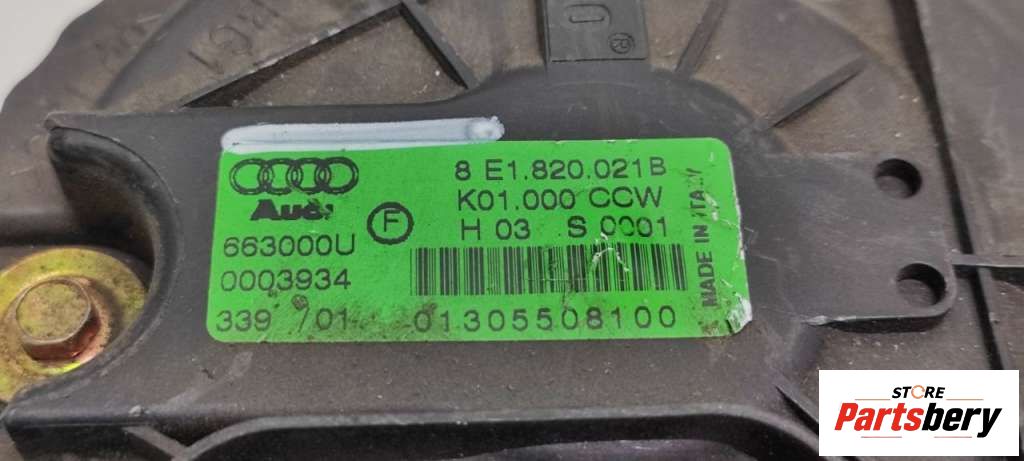 8 E1.820.021B
K01.000 CCW
H 03 S 0001
Audi
F
663000U
0003934
339 701
01305508100
MADE IN ITALY
®
STORE
Partsbery